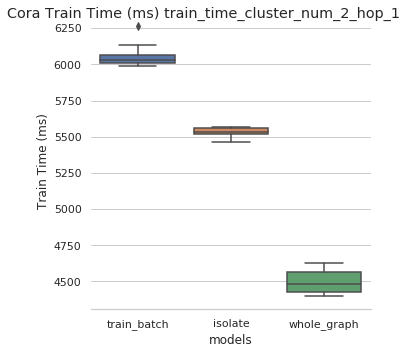 Cora Train Time (ms) train_time_cluster_num_2_hop_1
6250
6000
5750
5500
5250
5000
4750
4500
Train Time (ms)
train_batch isolate whole_graph
models